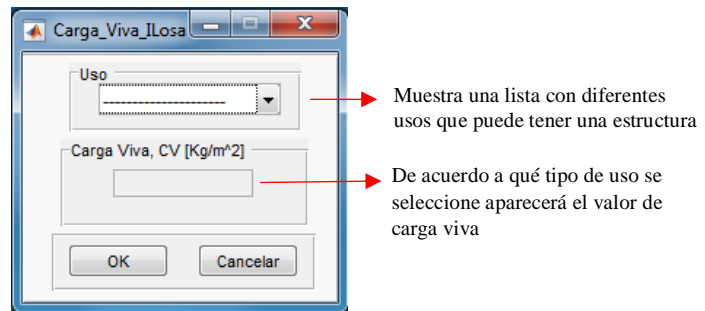 Carga_Viva_ILosa
Uso
---------------------
Carga Viva, CV [Kg/m^2]
OK
Cancelar
Muestra una lista con diferentes
usos que puede tener una estructura
De acuerdo a qué tipo de uso se
seleccione aparecerá el valor de
carga viva